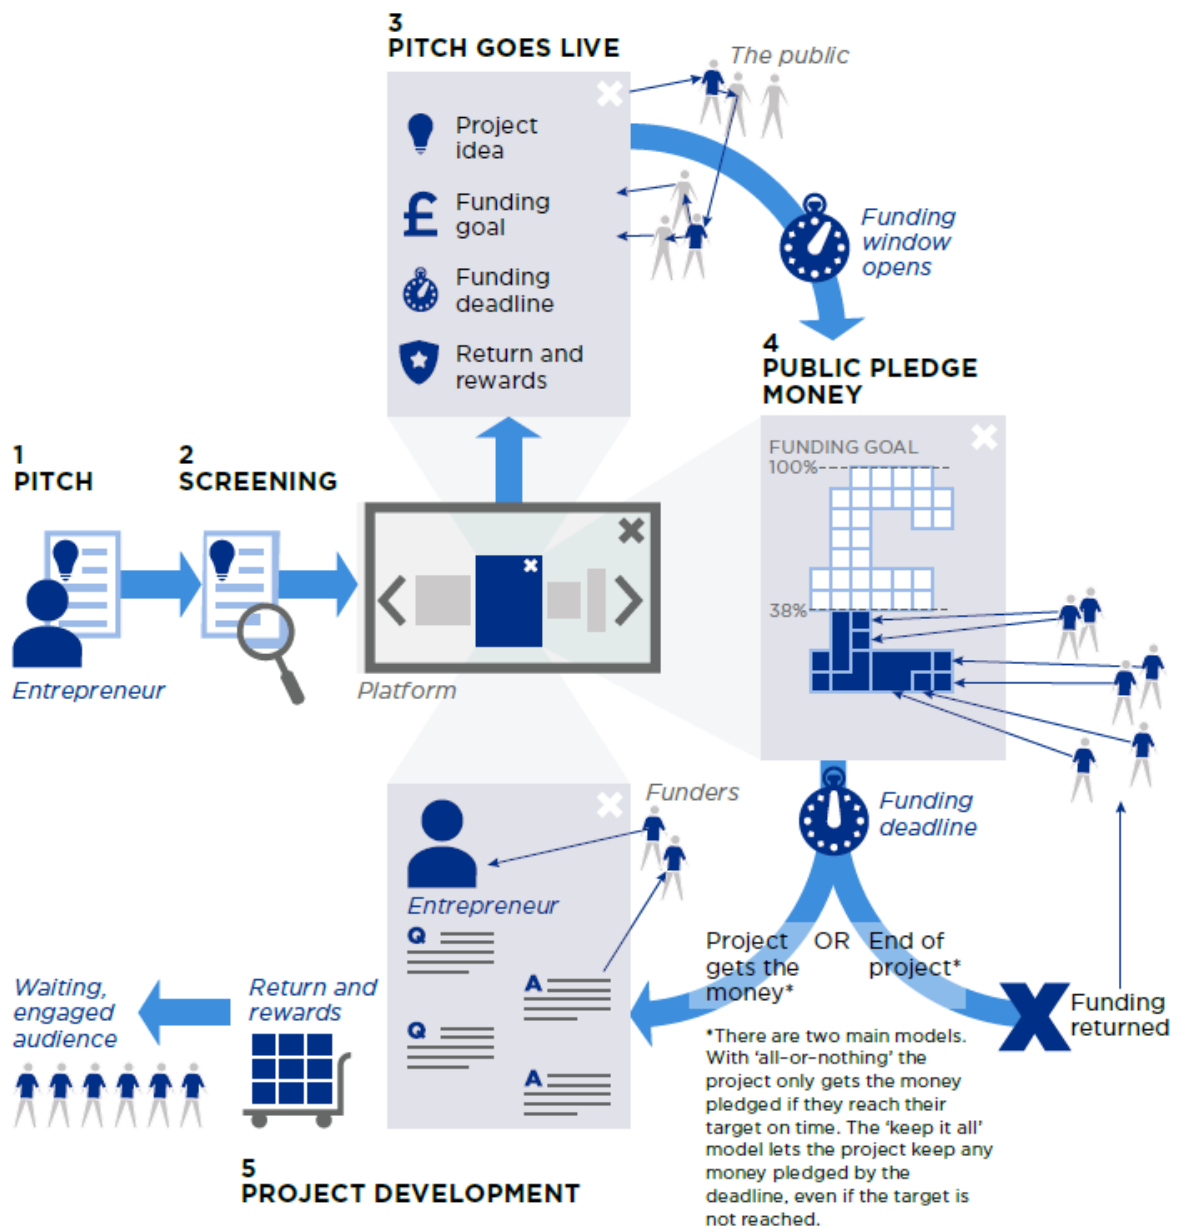 3
PITCH GOES LIVE
The public
Project
idea
£
Funding
goal
Funding
deadline
Return and
rewards
Funding
window
opens
1
PITCH
2
SCREENING
Entrepreneur
Platform
4
PUBLIC PLEDGE
MONEY
FUNDING GOAL
100%
38%
Funding
deadline
Funders
Entrepreneur
Q
A
Q
A
Project
gets the
money*
OR
End of
project*
Funding
returned
*There are two main models.
With ‘all-or-nothing’ the
project only gets the money
pledged if they reach their
target on time. The ‘keep it all’
model lets the project keep any
money pledged by the
deadline, even if the target is
not reached.
Waiting,
engaged
audience
Return and
rewards
5
PROJECT DEVELOPMENT